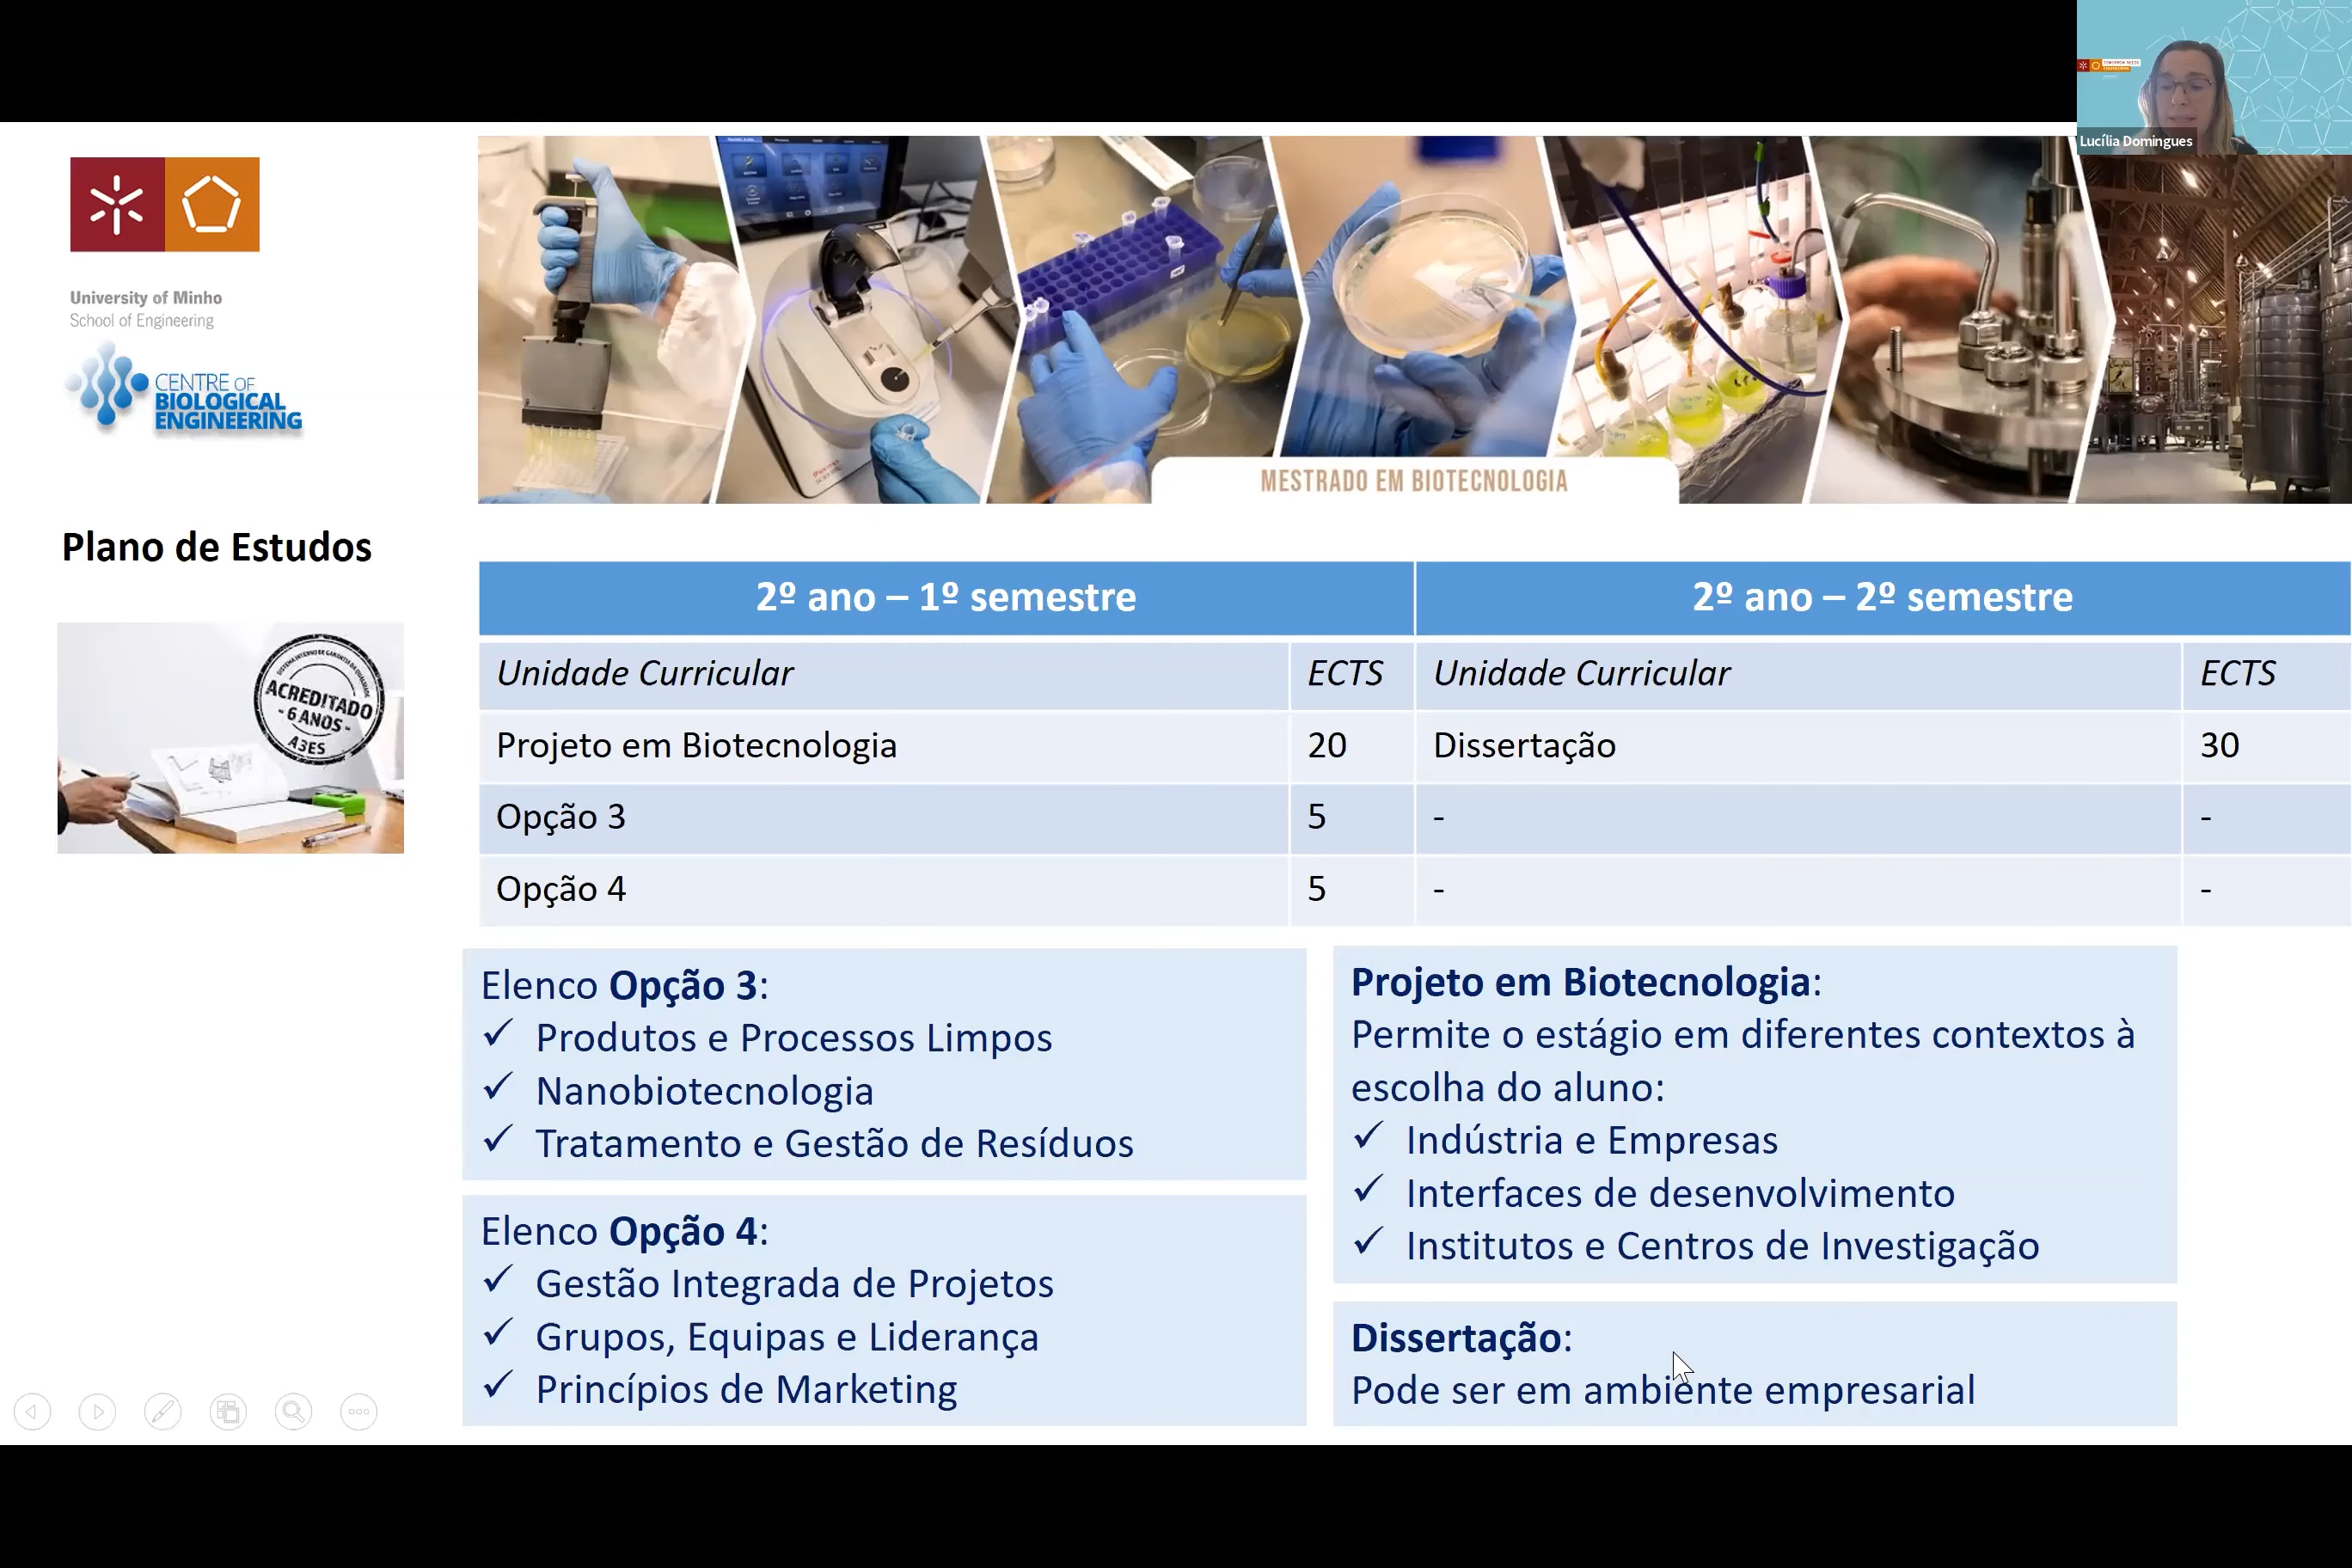 Lucília Domingues
University of Minho
School of Engineering
CENTRE OF
BIOLOGICAL
ENGINEERING
MESTRADO EM BIOTECNOLOGIA
Plano de Estudos
ACREDITADO
- 6 ANOS -
A3ES
2º ano – 1º semestre
2º ano – 2º semestre
Unidade Curricular ECTS Unidade Curricular ECTS
Projeto em Biotecnologia 20 Dissertação 30
Opção 3 5 - -
Opção 4 5 - -
Elenco Opção 3:
✓ Produtos e Processos Limpos
✓ Nanobiotecnologia
✓ Tratamento e Gestão de Resíduos
Elenco Opção 4:
✓ Gestão Integrada de Projetos
✓ Grupos, Equipas e Liderança
✓ Princípios de Marketing
Projeto em Biotecnologia:
Permite o estágio em diferentes contextos à
escolha do aluno:
✓ Indústria e Empresas
✓ Interfaces de desenvolvimento
✓ Institutos e Centros de Investigação
Dissertação:
Pode ser em ambiente empresarial